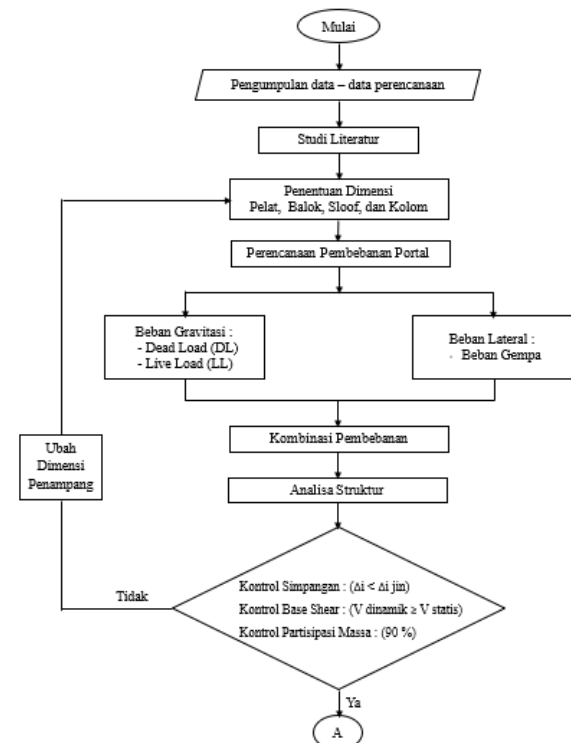 Mulai
Pengumpulan data – data perencanaan
Studi Literatur
Penentuan Dimensi
Pelat, Balok, Sloof, dan Kolom
Perencanaan Pembebanan Portal
Beban Gravitasi :
- Dead Load (DL)
- Live Load (LL)
Beban Lateral :
- Beban Gempa
Kombinasi Pembebanan
Ubah
Dimensi
Penampang
Analisa Struktur
Kontrol Simpangan : (Δi < Δi jin)
Kontrol Base Shear : (V dinamik ≥ V statis)
Kontrol Partisipasi Massa : (90 %)
Tidak
Ya
A